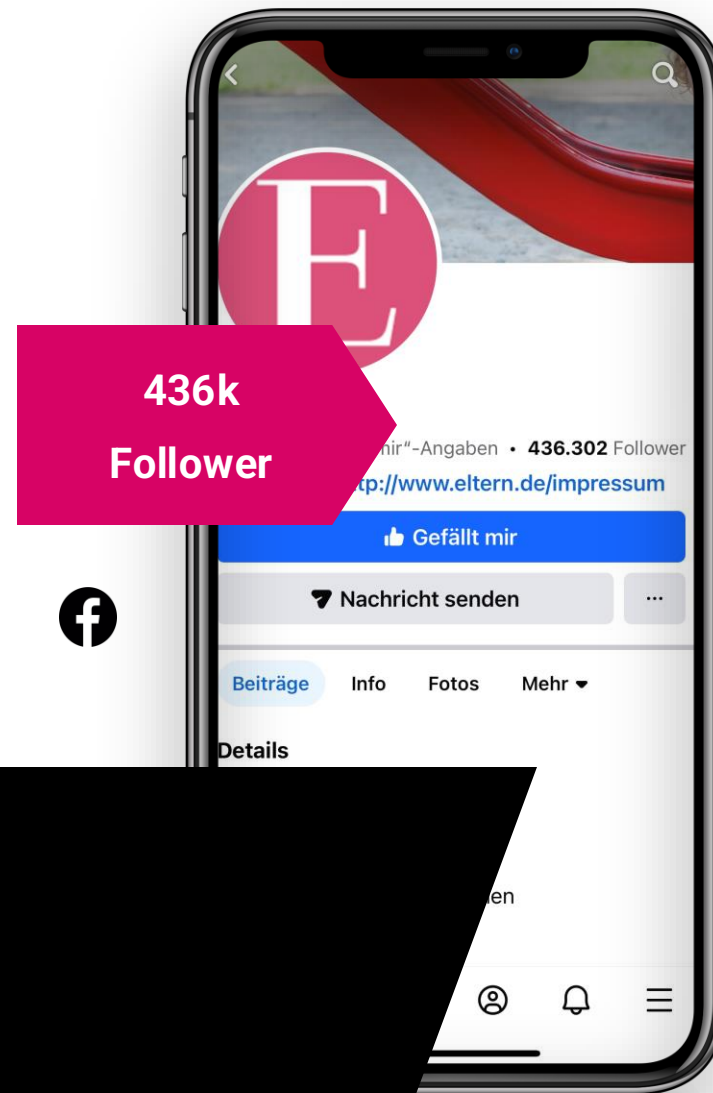 E
436k
Follower
mir"-Angaben • 436.302 Follower
tp://www.eltern.de/impressum
Gefällt mir
Nachricht senden
...
Beiträge Info Fotos Mehr
Details
en